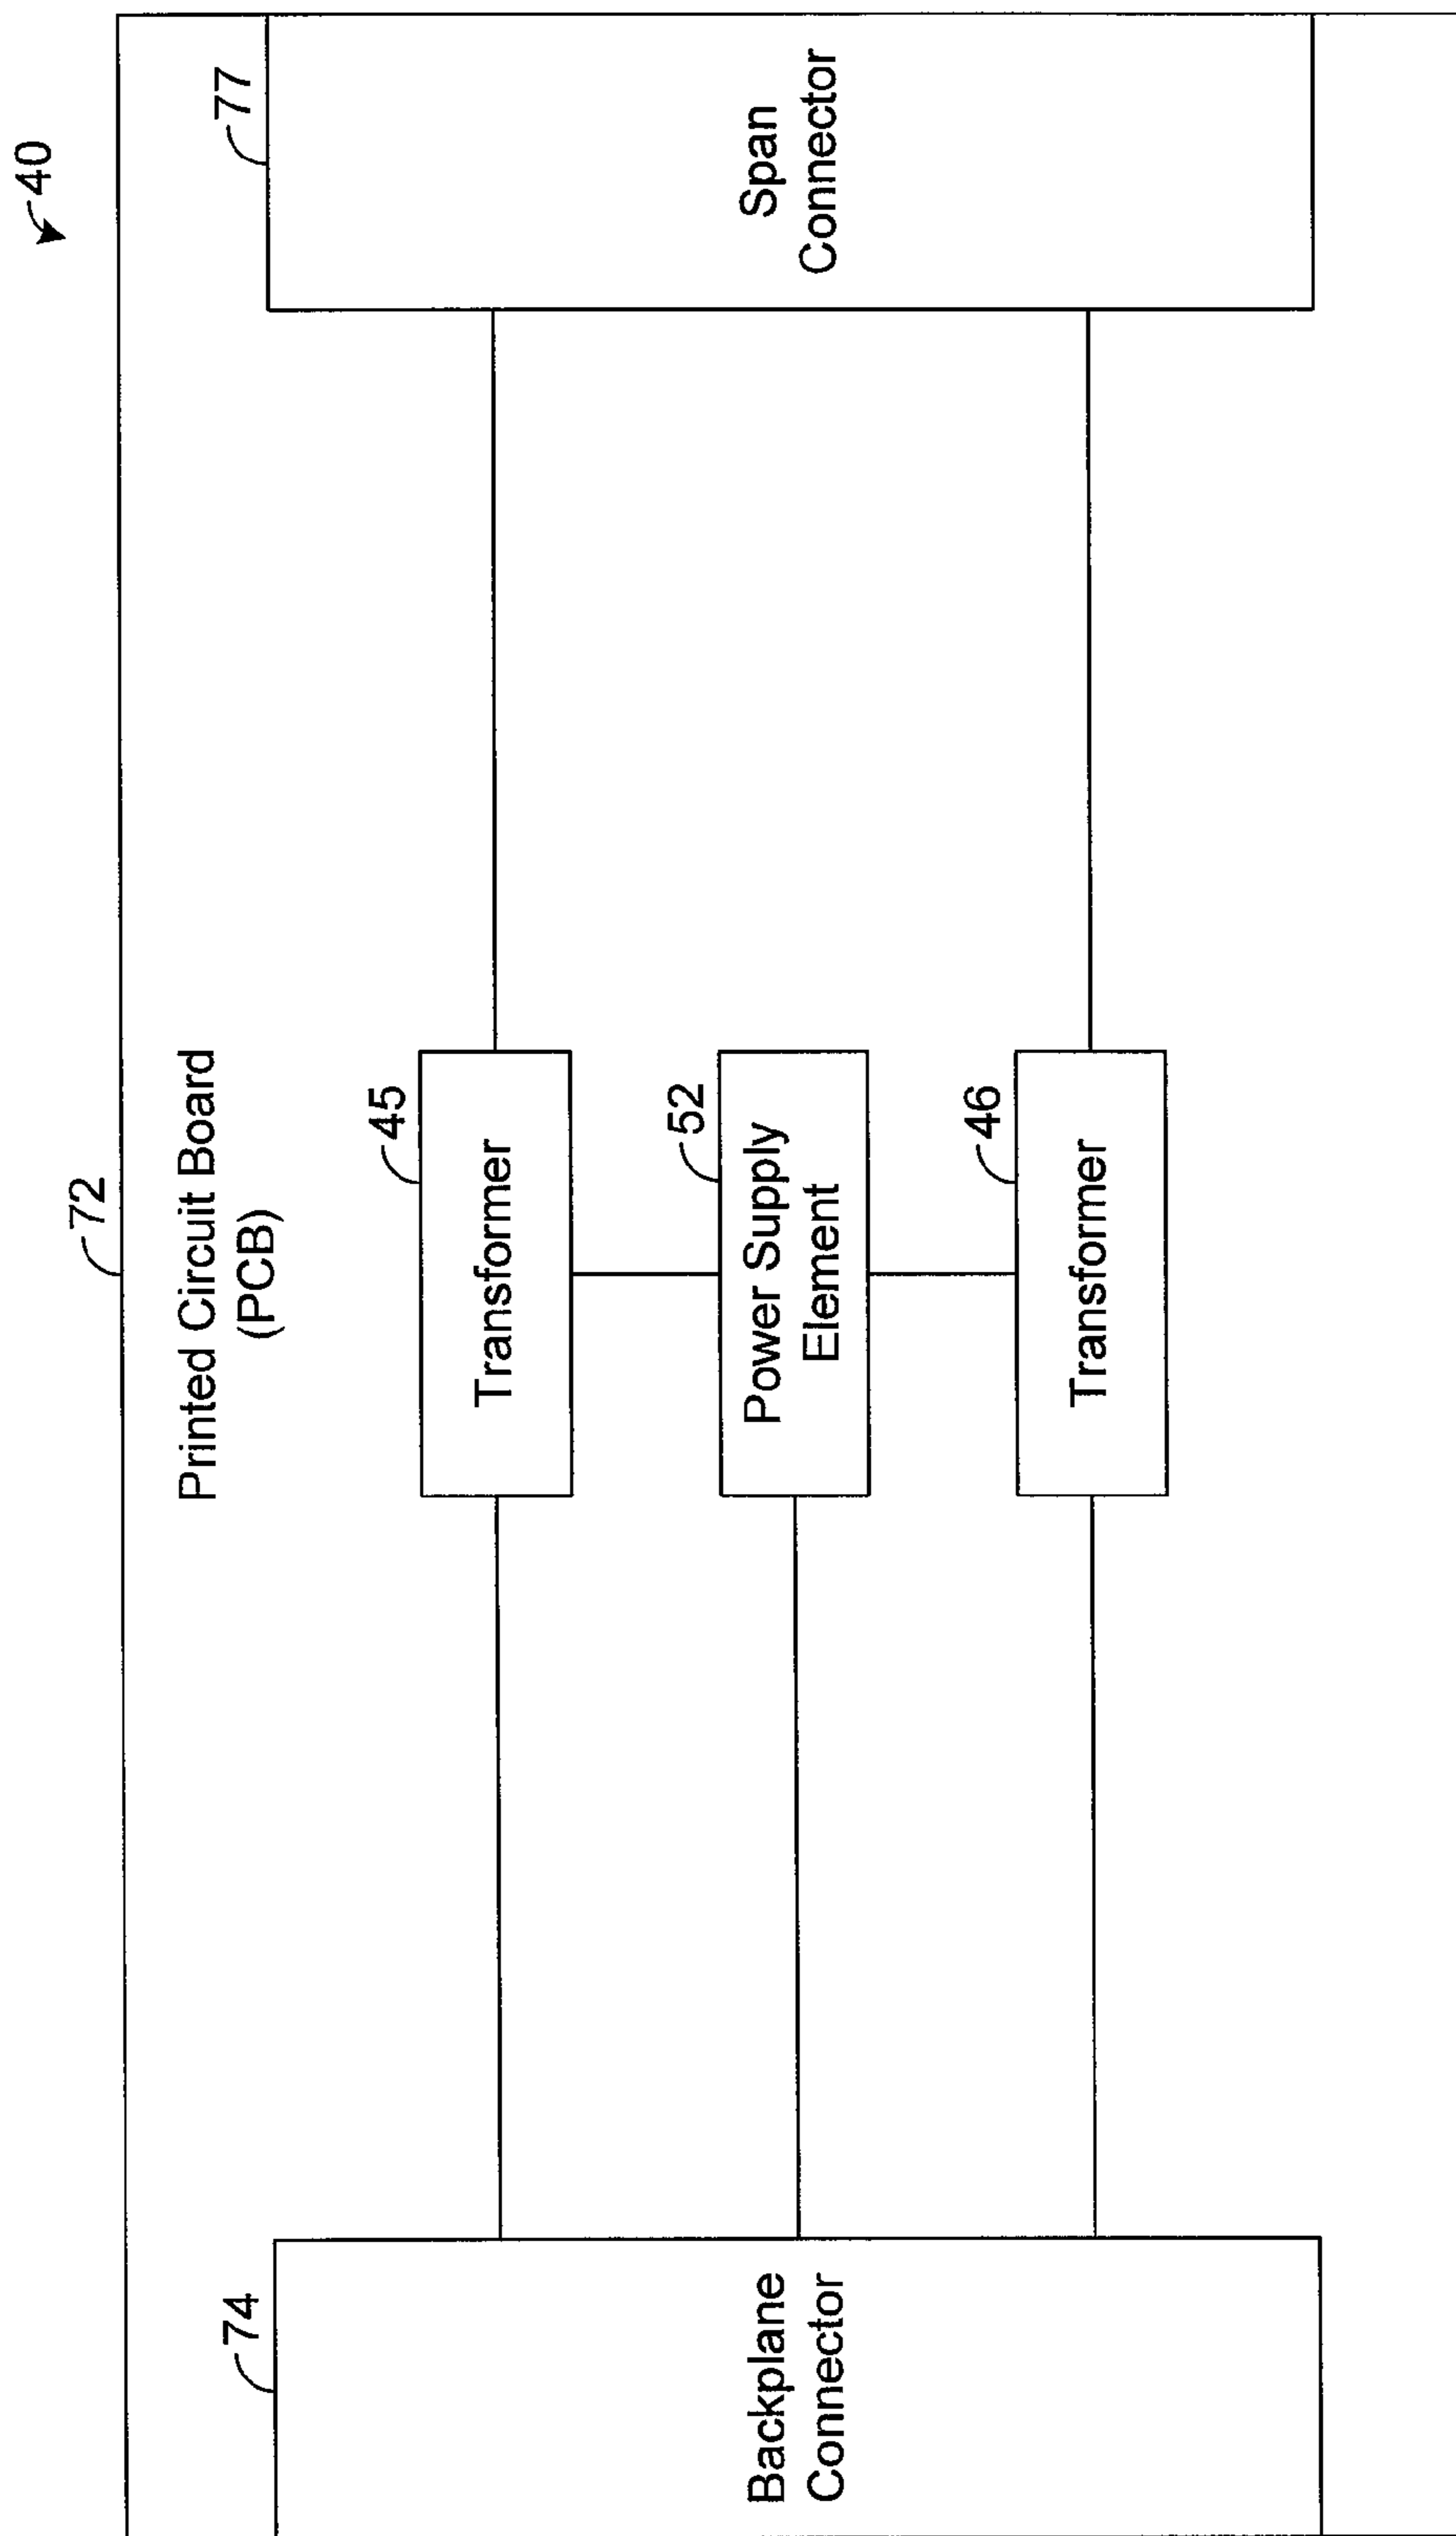 40
72
Printed Circuit Board
(PCB)
74
Backplane
Connector
45
Transformer
52
Power Supply
Element
46
Transformer
77
Span
Connector